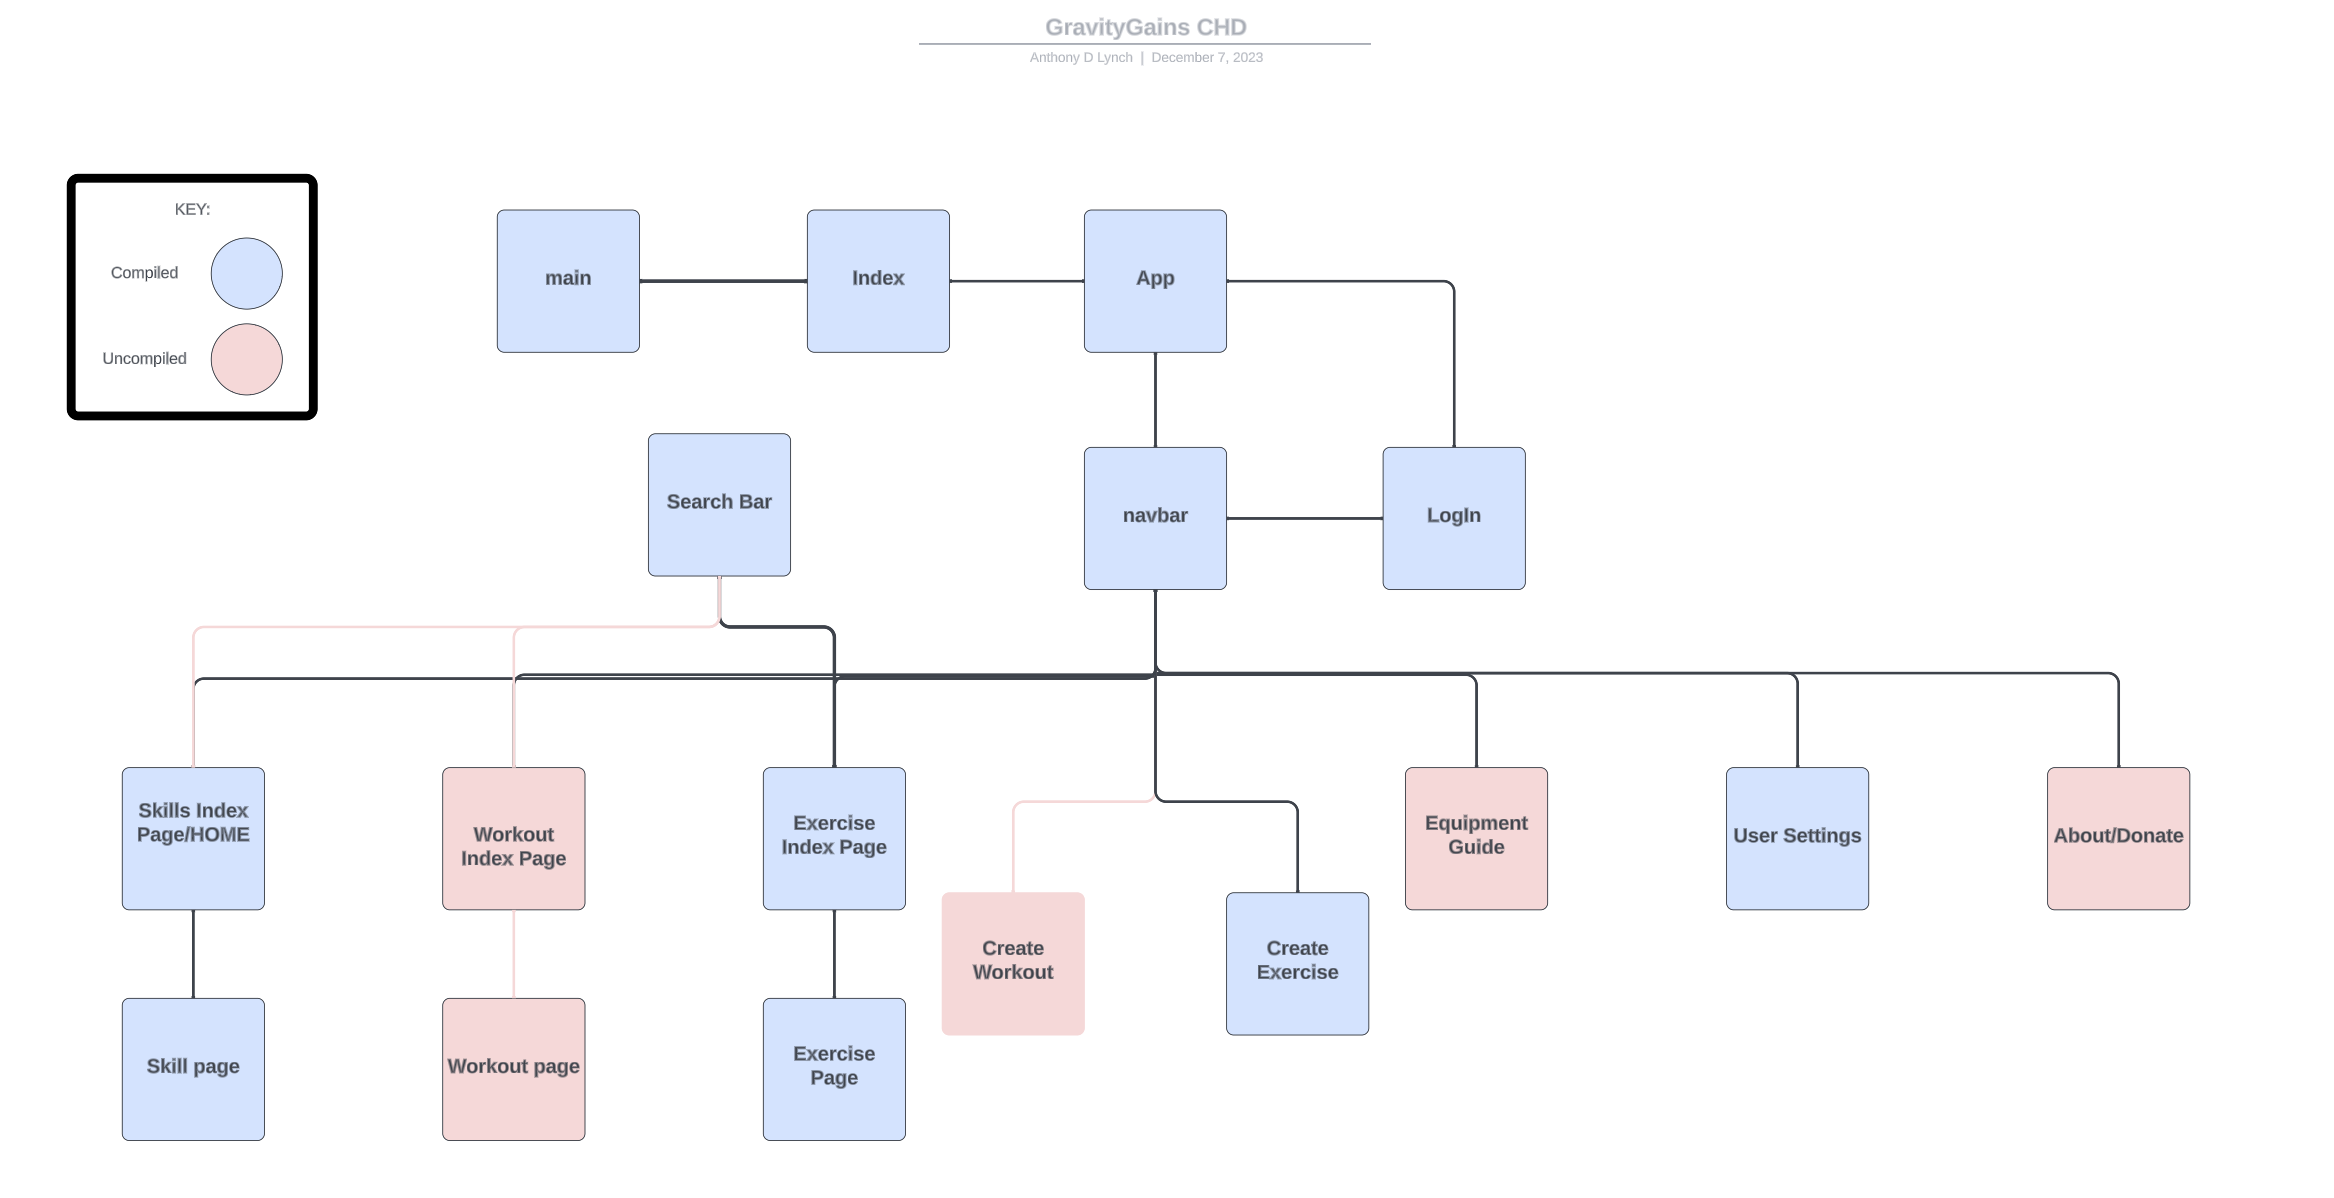 GravityGains CHD
Anthony D Lynch | December 7, 2023
KEY:
Compiled
Uncompiled
main
Index
App
Search Bar
navbar
LogIn
Skills Index
Page/HOME
Workout
Index Page
Exercise
Index Page
Equipment
Guide
User Settings
About/Donate
Create
Workout
Create
Exercise
Skill page
Workout page
Exercise
Page